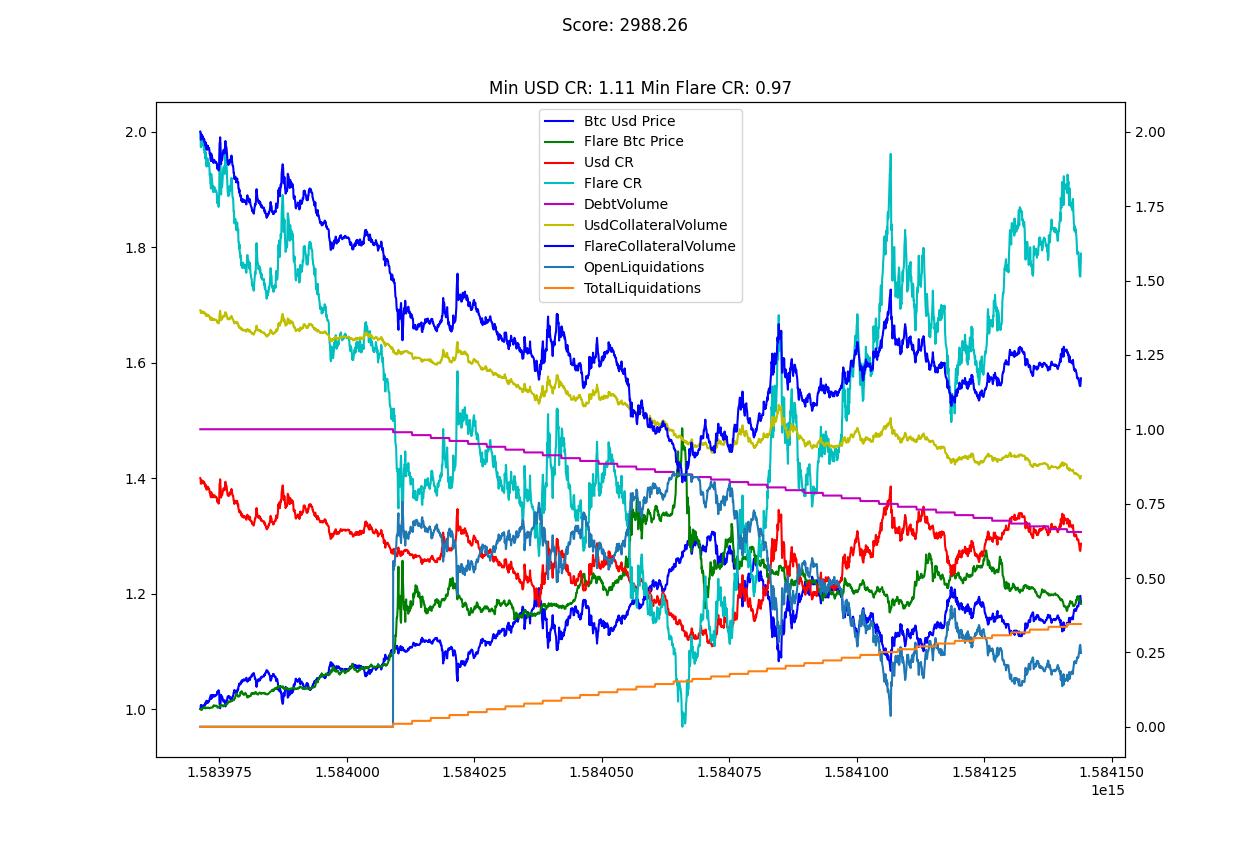 Score: 2988.26
Min USD CR: 1.11 Min Flare CR: 0.97
Btc Usd Price
Flare Btc Price
Usd CR
Flare CR
DebtVolume
UsdCollateralVolume
FlareCollateralVolume
OpenLiquidations
TotalLiquidations
2.0
1.8
1.6
1.4
1.2
1.0
2.00
1.75
1.50
1.25
1.00
0.75
0.50
0.25
0.00
1.583975 1.584000 1.584025 1.584050 1.584075 1.584100 1.584125 1.584150
1e15